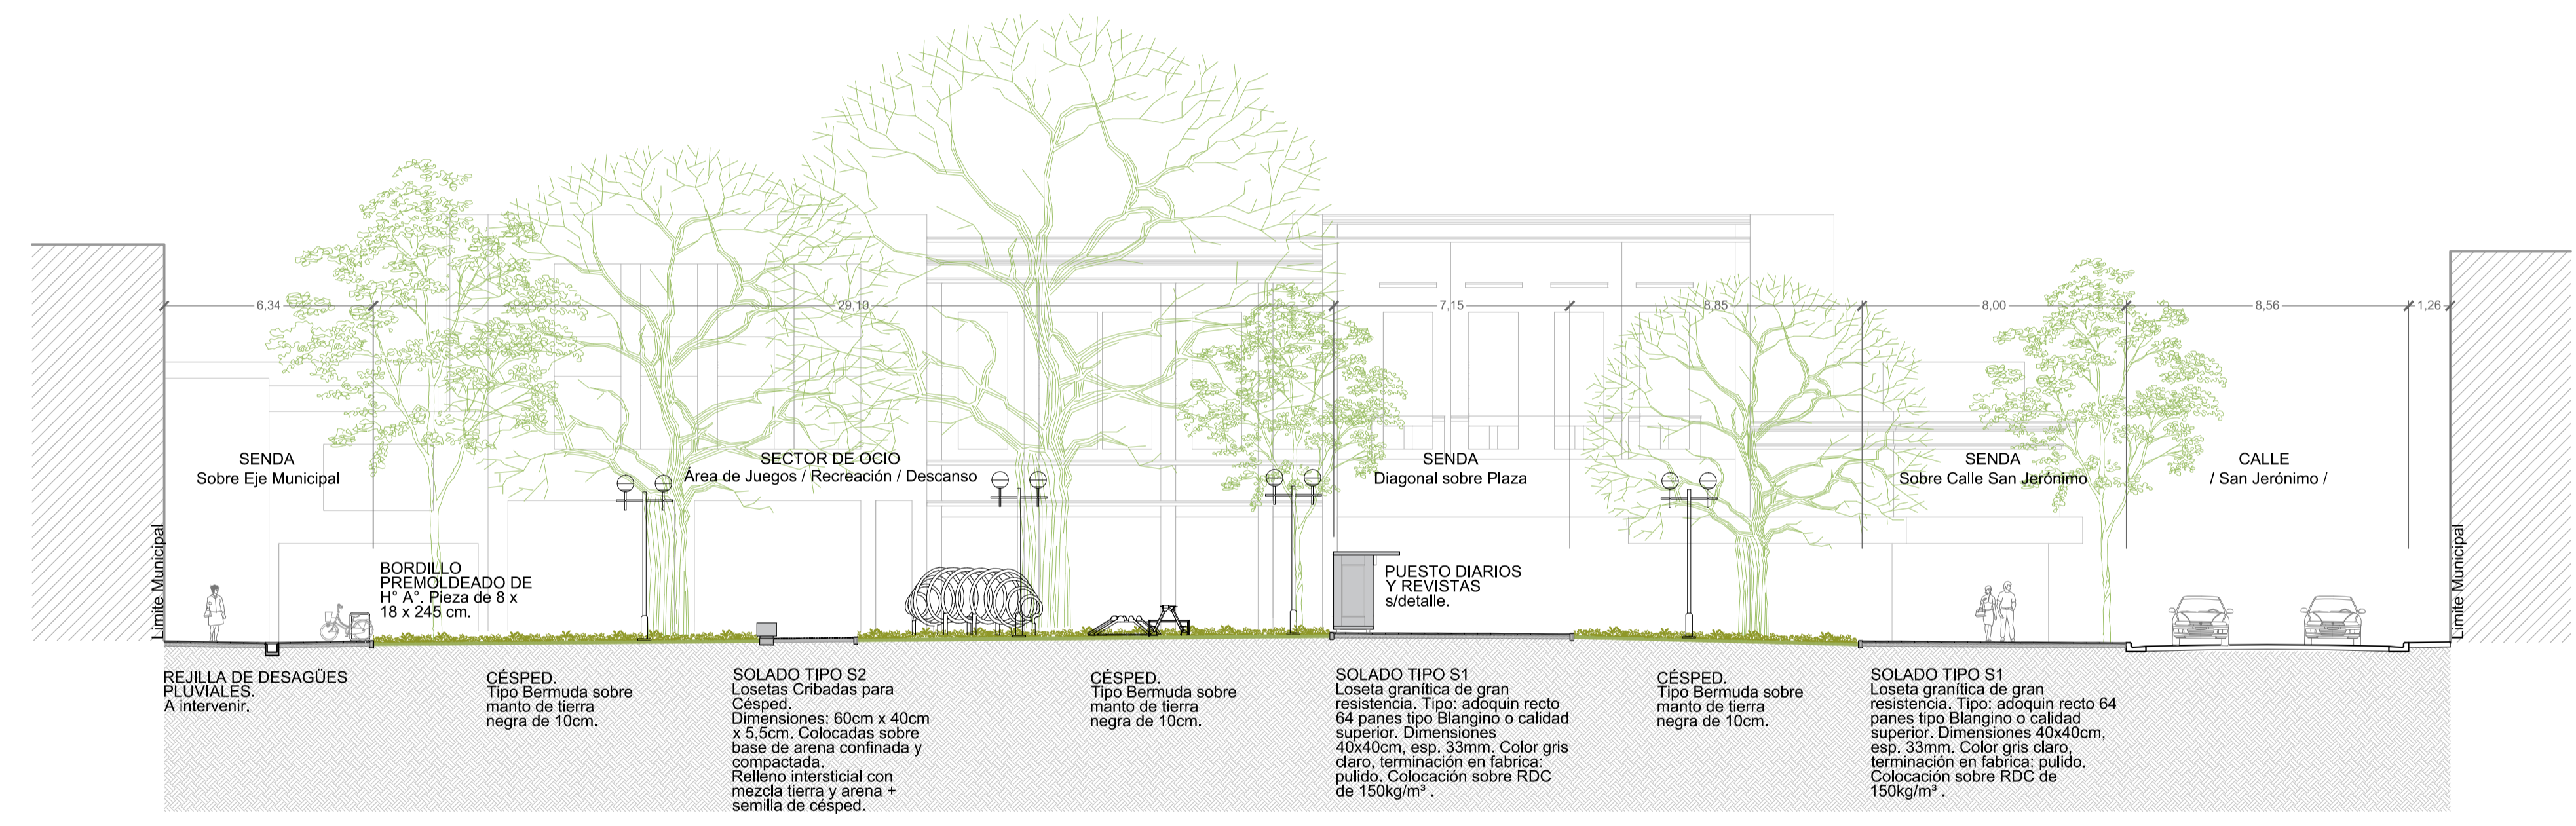 6,34
29,10
7,15
8,85
8,00
8,56
1,26
SENDA
Sobre Eje Municipal
SECTOR DE OCIO
Área de Juegos / Recreación / Descanso
SENDA
Diagonal sobre Plaza
SENDA
Sobre Calle San Jerónimo
CALLE
/ San Jerónimo /
Limite Municipal
BORDILLO
PREMOLDEADO DE
H° A°. Pieza de 8 x
18 x 245 cm.
PUESTO DIARIOS
Y REVISTAS
s/detalle.
Limite Municipal
REJILLA DE DESAGÜES
PLUVIALES.
A intervenir.
CÉSPED.
Tipo Bermuda sobre
manto de tierra
negra de 10cm.
SOLADO TIPO S2
Losetas Cribadas para
Césped.
Dimensiones: 60cm x 40cm
x 5,5cm. Colocadas sobre
base de arena confinada y
compactada.
Relleno intersticial con
mezcla tierra y arena +
semilla de césped.
CÉSPED.
Tipo Bermuda sobre
manto de tierra
negra de 10cm.
SOLADO TIPO S1
Loseta granítica de gran
resistencia. Tipo: adoquin recto
64 panes tipo Blangino o calidad
superior. Dimensiones
40x40cm, esp. 33mm. Color gris
claro, terminación en fabrica:
pulido. Colocación sobre RDC
de 150kg/m³ .
CÉSPED.
Tipo Bermuda sobre
manto de tierra
negra de 10cm.
SOLADO TIPO S1
Loseta granítica de gran
resistencia. Tipo: adoquin recto 64
panes tipo Blangino o calidad
superior. Dimensiones 40x40cm,
esp. 33mm. Color gris claro,
terminación en fabrica: pulido.
Colocación sobre RDC de
150kg/m³ .